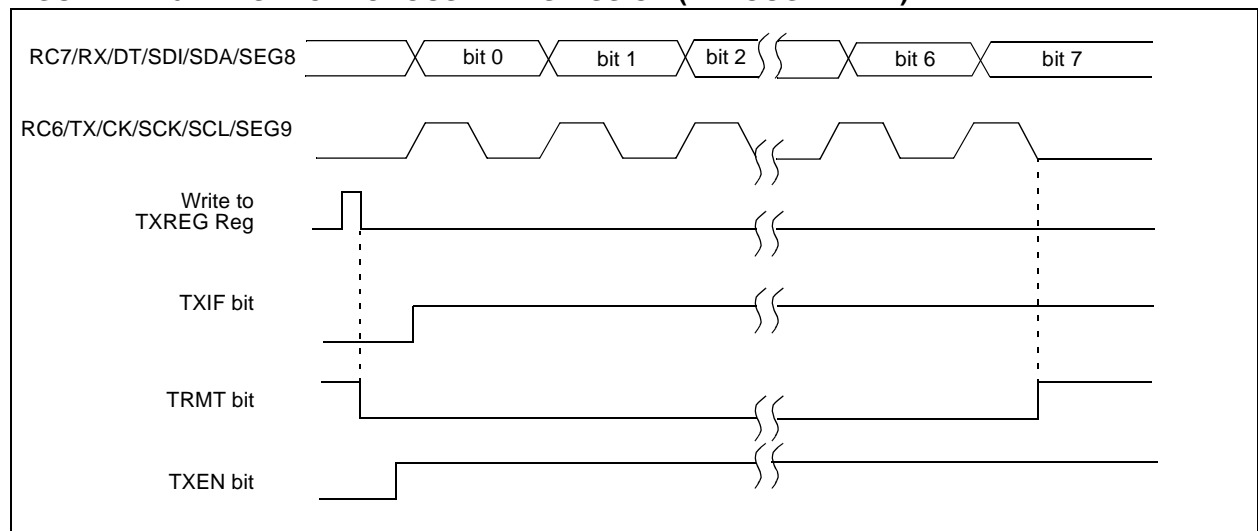 RC7/RX/DT/SDI/SDA/SEG8
bit 0
bit 1
bit 2
bit 6
bit 7
RC6/TX/CK/SCK/SCL/SEG9
Write to
TXREG Reg
TXIF bit
TRMT bit
TXEN bit